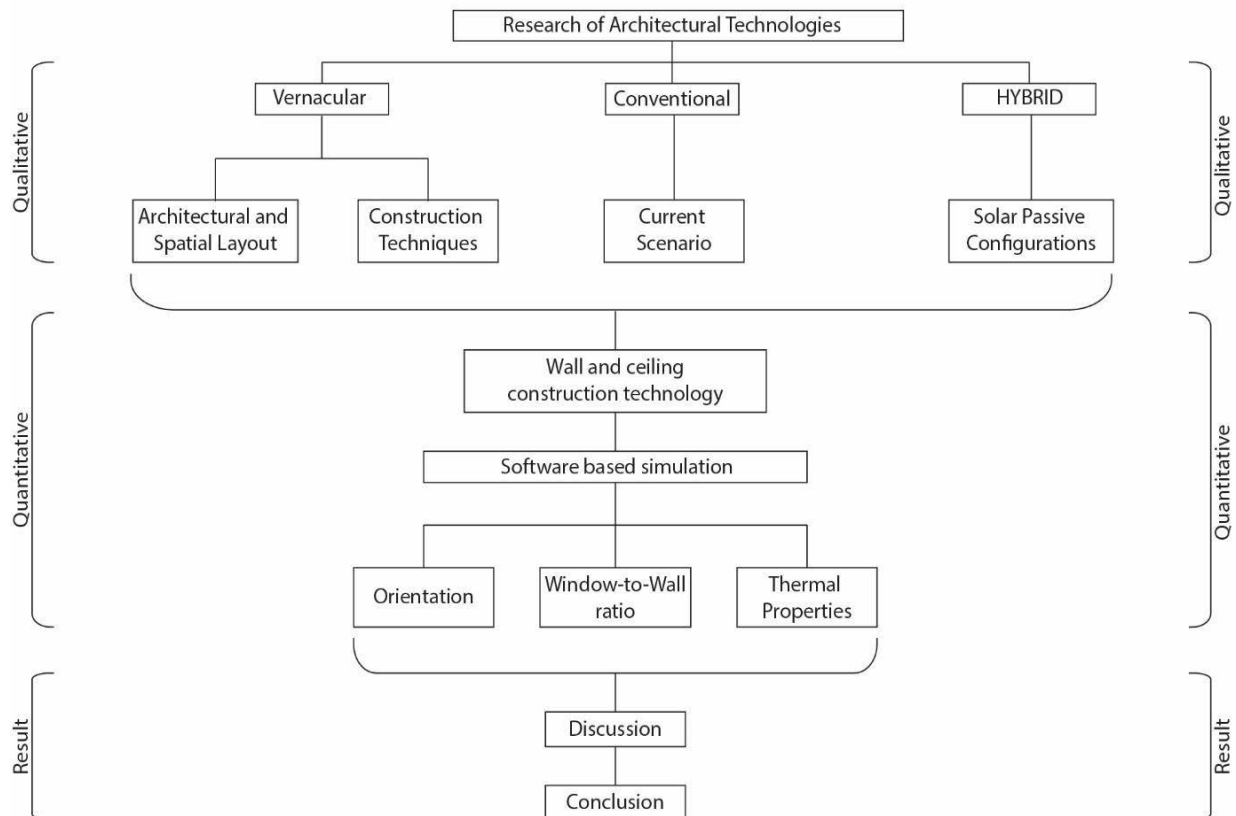 Research of Architectural Technologies
Qualitative
Vernacular
Conventional
HYBRID
Qualitative
Architectural and
Spatial Layout
Construction
Techniques
Current
Scenario
Solar Passive
Configurations
Quantitative
Wall and ceiling
construction technology
Quantitative
Software based simulation
Orientation
Window-to-Wall
ratio
Thermal
Properties
Result
Discussion
Result
Conclusion